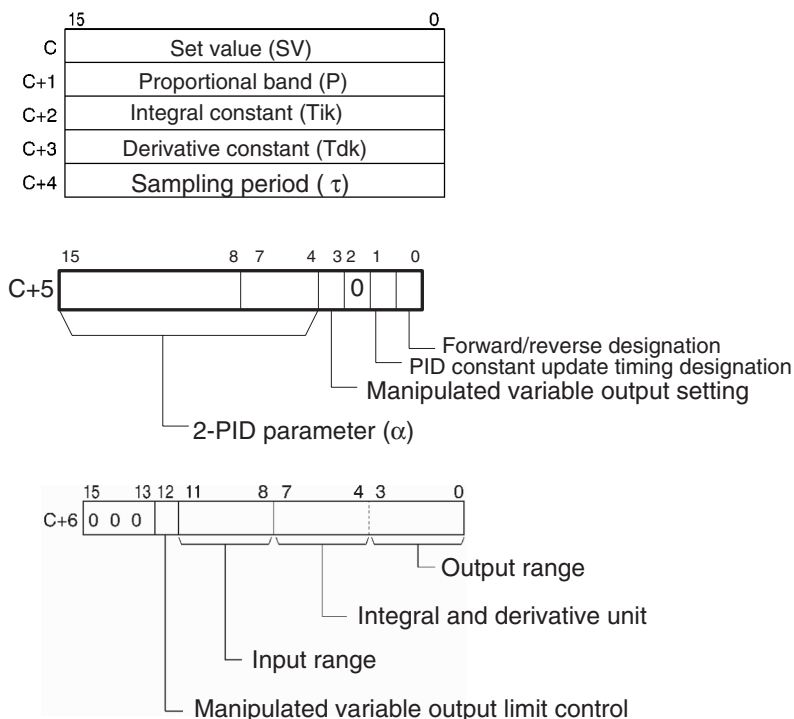 15 0
C Set value (SV)
C+1 Proportional band (P)
C+2 Integral constant (Tik)
C+3 Derivative constant (Tdk)
C+4 Sampling period ( τ)
15 8 7 4 3 2 1 0
C+5 0
Forward/reverse designation
PID constant update timing designation
Manipulated variable output setting
2-PID parameter (α)
15 13 12 11 8 7 4 3 0
C+6 0 0 0
Output range
Integral and derivative unit
Input range
Manipulated variable output limit control